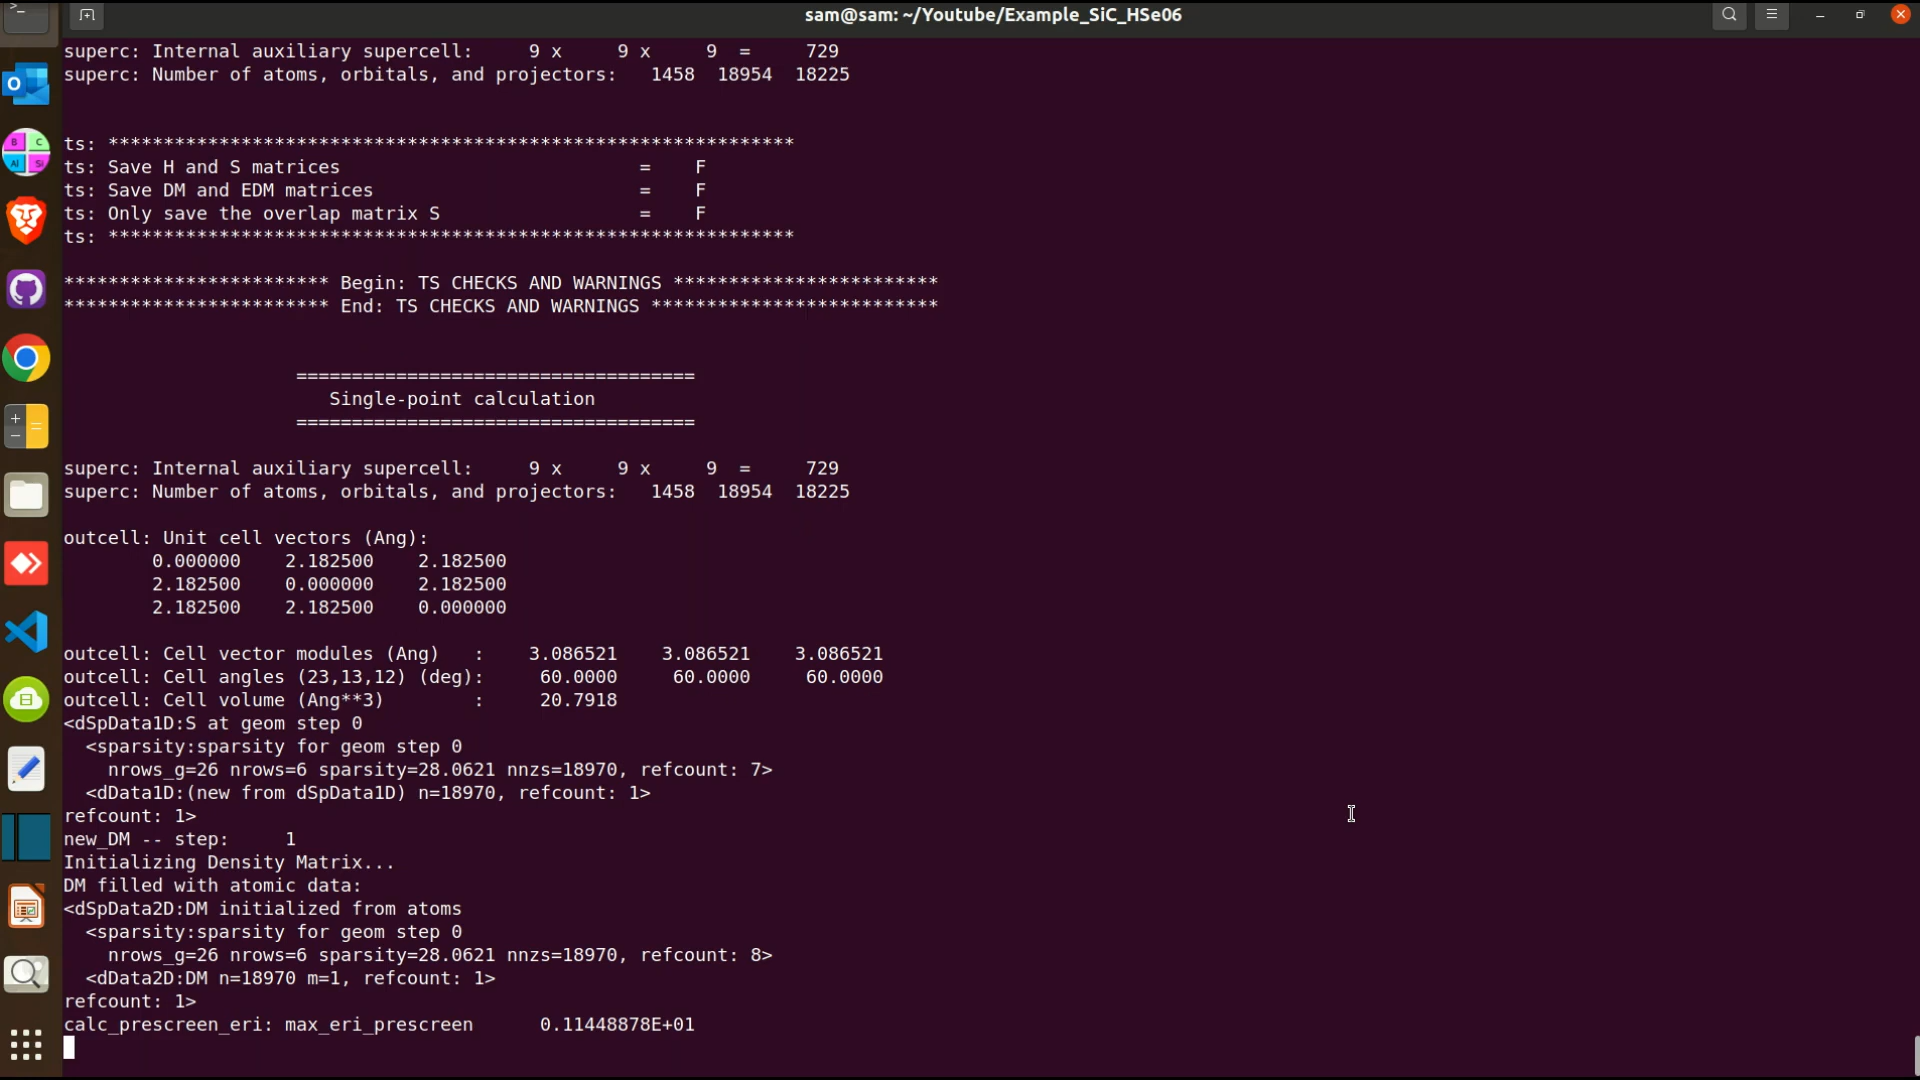 sam@sam: ~/Youtube/Example_SiC_HSe06
superc: Internal auxiliary supercell:     9 x     9 x     9  =     729
superc: Number of atoms, orbitals, and projectors:   1458  18954  18225
ts: **************************************************************
ts: Save H and S matrices                           =    F
ts: Save DM and EDM matrices                        =    F
ts: Only save the overlap matrix S                  =    F
ts: **************************************************************
************************ Begin: TS CHECKS AND WARNINGS ************************
************************ End: TS CHECKS AND WARNINGS **************************
====================================
Single-point calculation
====================================
superc: Internal auxiliary supercell:     9 x     9 x     9  =     729
superc: Number of atoms, orbitals, and projectors:   1458  18954  18225
outcell: Unit cell vectors (Ang):
0.000000    2.182500    2.182500
2.182500    0.000000    2.182500
2.182500    2.182500    0.000000
outcell: Cell vector modules (Ang)   :    3.086521    3.086521    3.086521
outcell: Cell angles (23,13,12) (deg):     60.0000     60.0000     60.0000
outcell: Cell volume (Ang**3)        :     20.7918
<dSpData1D:S at geom step 0
<sparsity:sparsity for geom step 0
nrows_g=26 nrows=6 sparsity=28.0621 nnzs=18970, refcount: 7>
<dData1D:(new from dSpData1D) n=18970, refcount: 1>
refcount: 1>
new_DM -- step:     1
Initializing Density Matrix...
DM filled with atomic data:
<dSpData2D:DM initialized from atoms
<sparsity:sparsity for geom step 0
nrows_g=26 nrows=6 sparsity=28.0621 nnzs=18970, refcount: 8>
<dData2D:DM n=18970 m=1, refcount: 1>
refcount: 1>
calc_prescreen_eri: max_eri_prescreen      0.11448878E+01